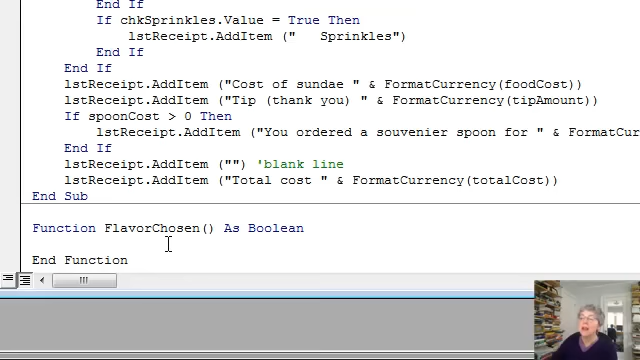 End If
If chkSprinkles.Value = True Then
lstReceipt.AddItem ("   Sprinkles")
End If
End If
lstReceipt.AddItem ("Cost of sundae " & FormatCurrency(foodCost))
lstReceipt.AddItem ("Tip (thank you) " & FormatCurrency(tipAmount))
If spoonCost > 0 Then
lstReceipt.AddItem ("You ordered a souvenier spoon for " & FormatCur
End If
lstReceipt.AddItem ("") 'blank line
lstReceipt.AddItem ("Total cost " & FormatCurrency(totalCost))
End Sub
Function FlavorChosen() As Boolean
End Function